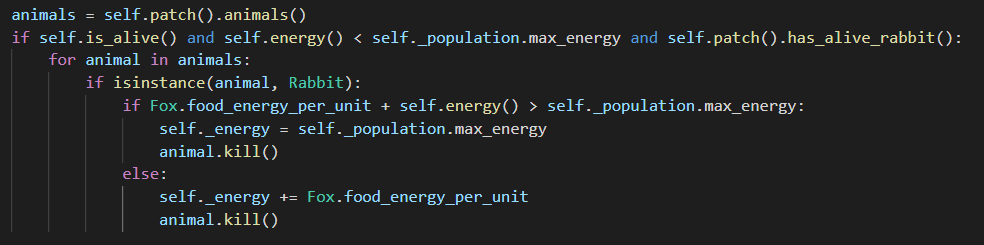 animals = self.patch().animals()
if self.is_alive() and self.energy() < self._population.max_energy and self.patch().has_alive_rabbit():
    for animal in animals:
        if isinstance(animal, Rabbit):
            if Fox.food_energy_per_unit + self.energy() > self._population.max_energy:
                self._energy = self._population.max_energy
                animal.kill()
            else:
                self._energy += Fox.food_energy_per_unit
                animal.kill()